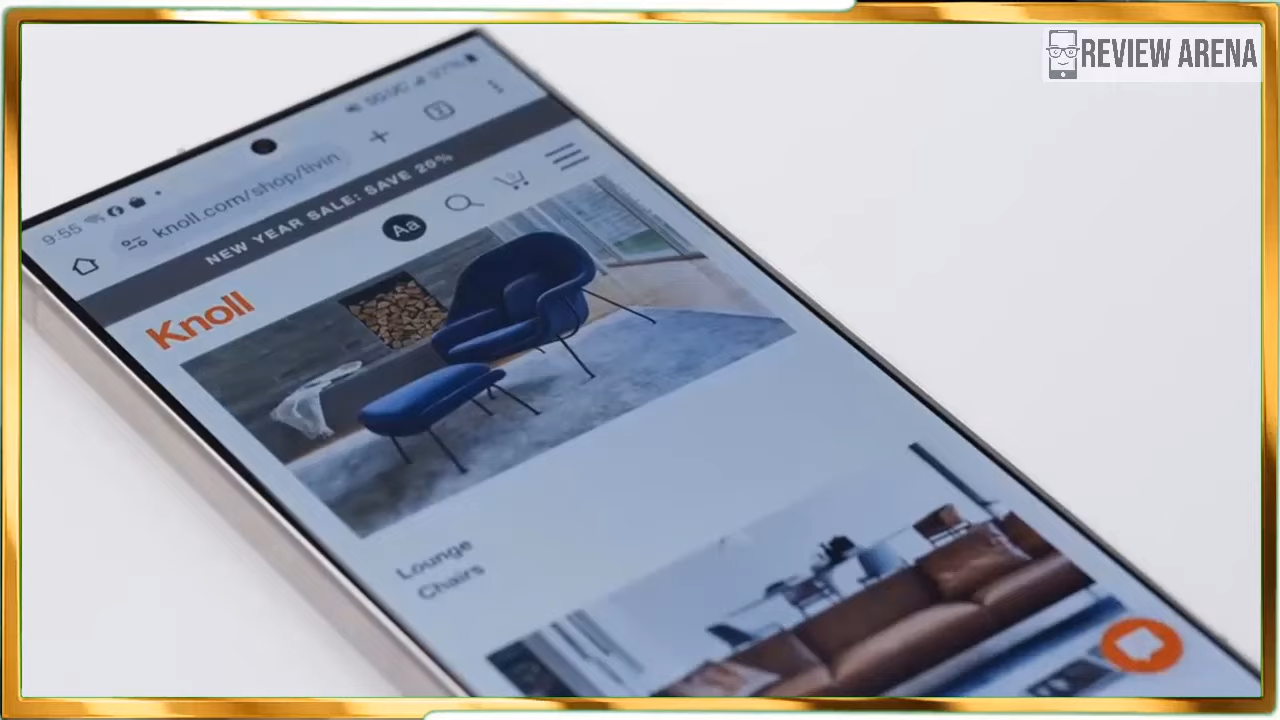 REVIEW ARENA
9:55
knoll.com/shop/livin
NEW YEAR SALE: SAVE 20%
Aa
Knoll
Lounge
Chairs